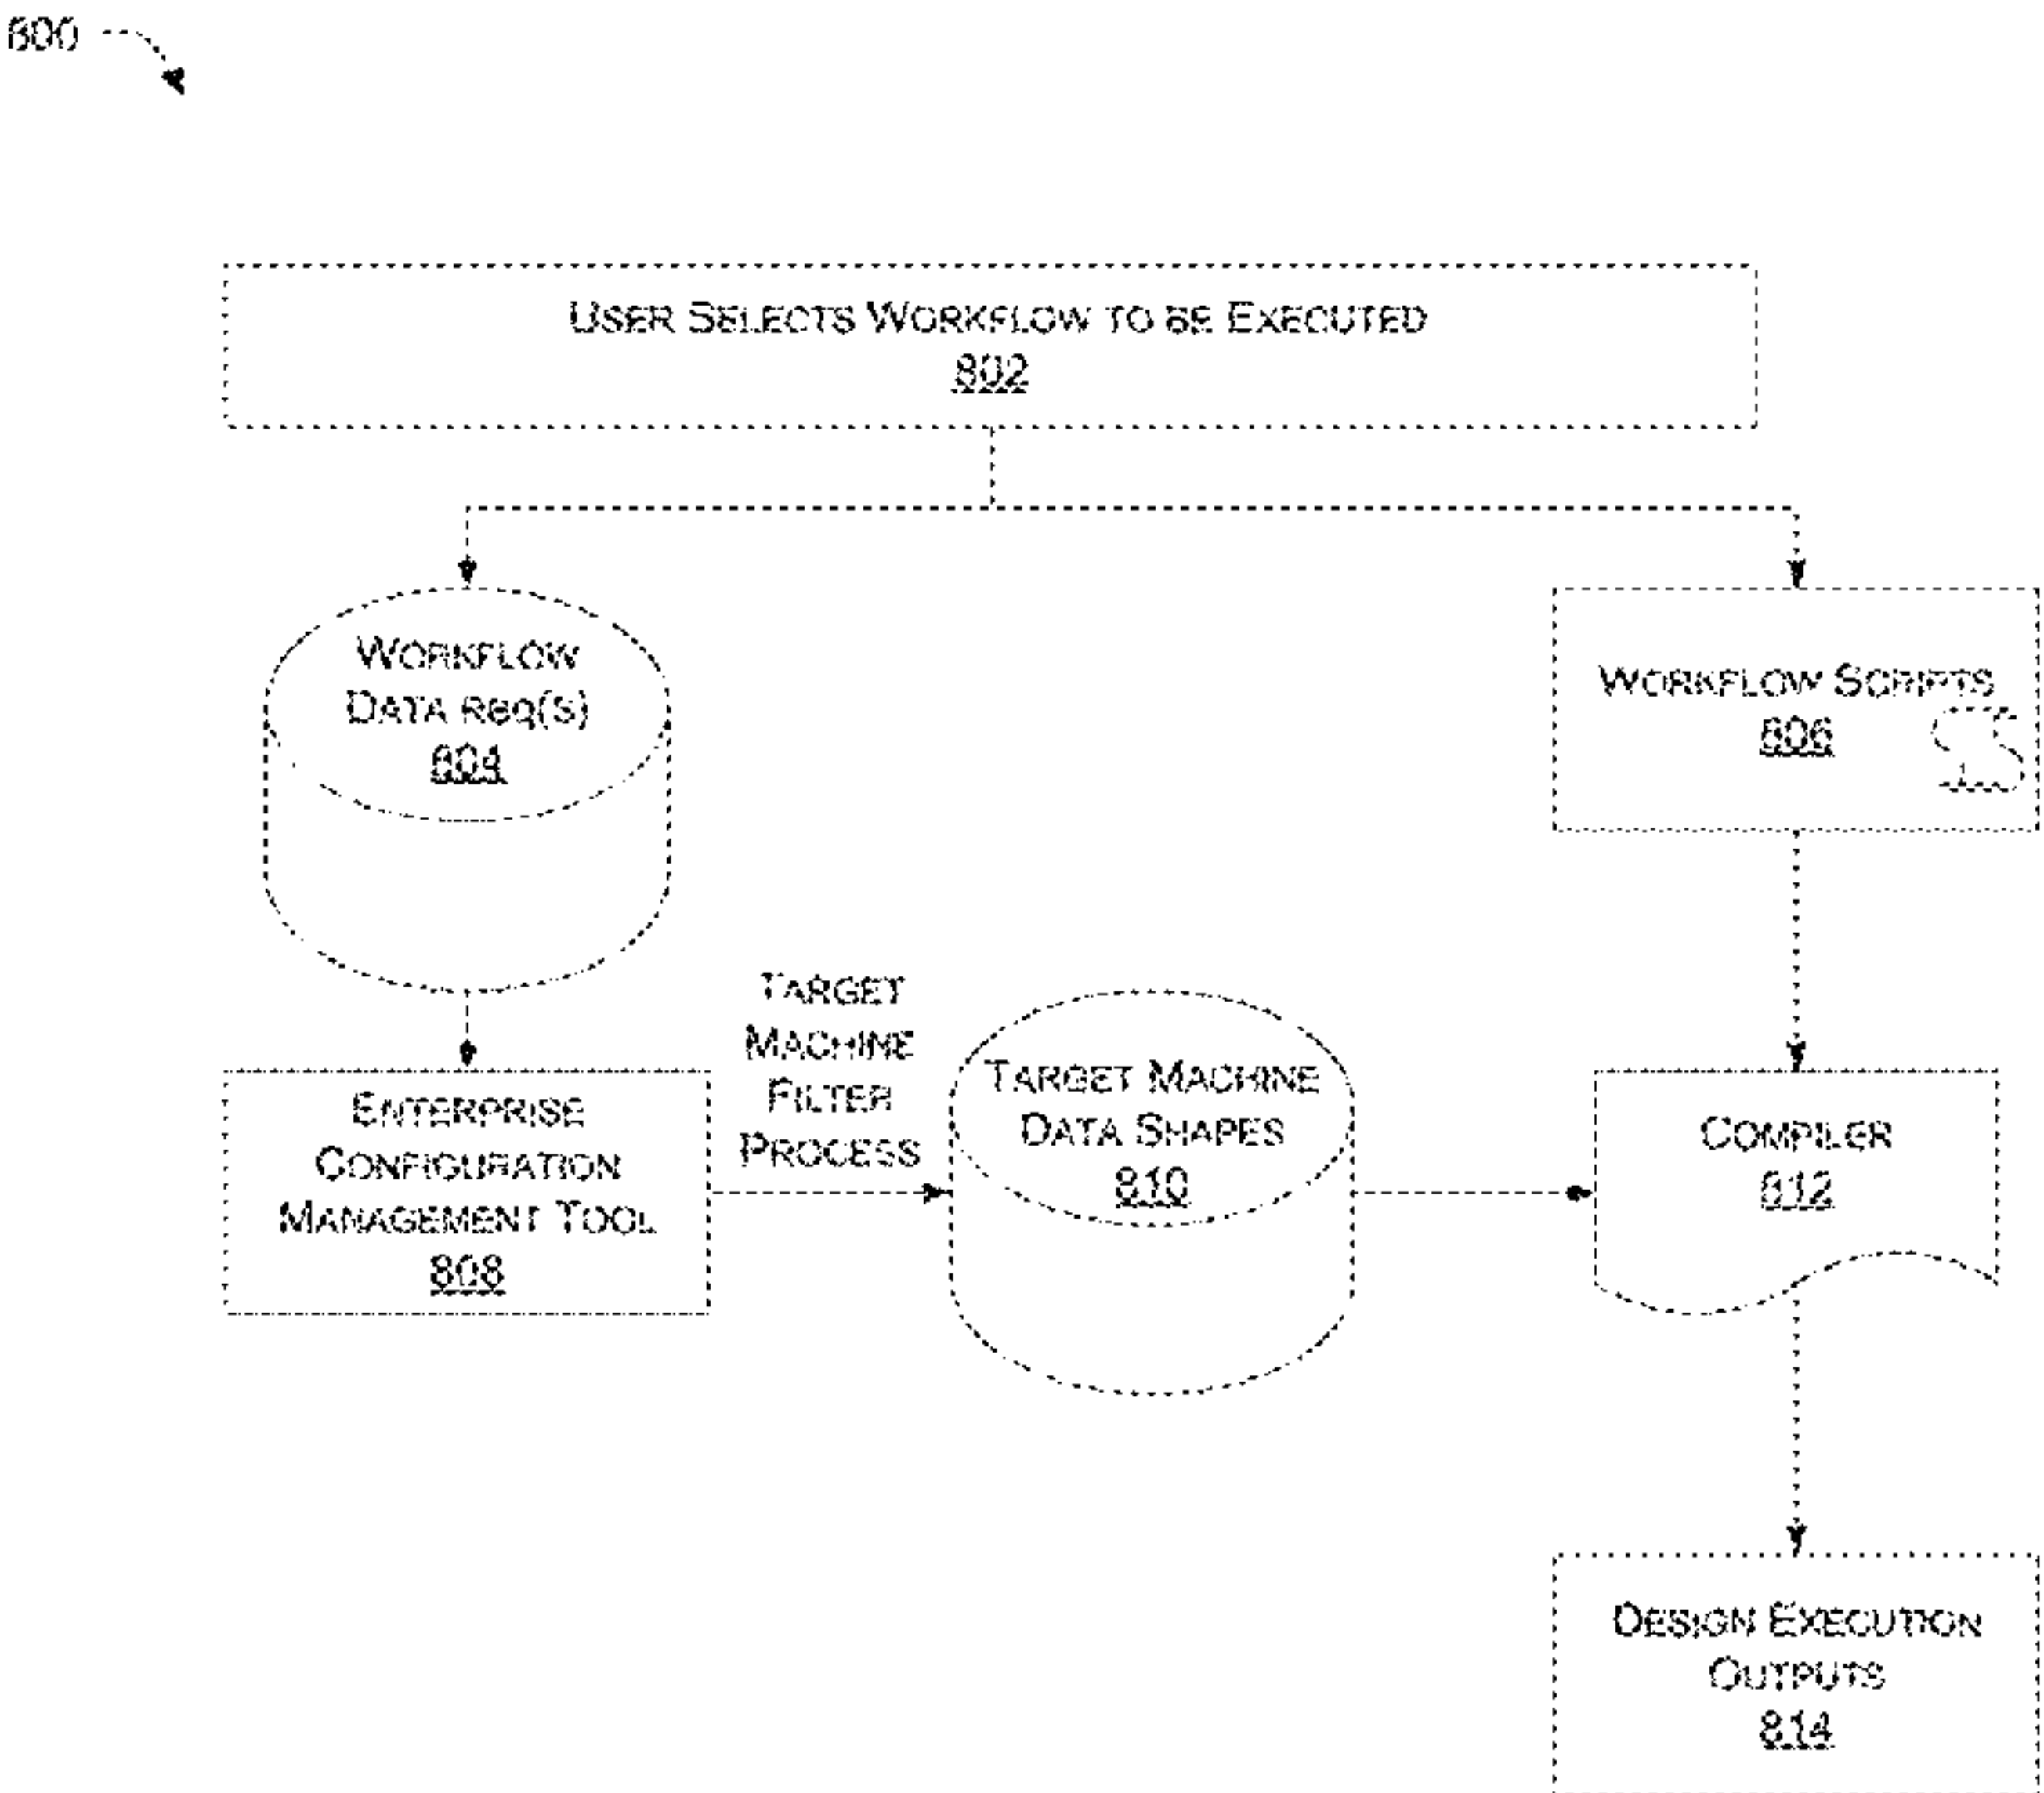 800
User Selects Workflow to be Executed
802
Workflow
Data Req(s)
804
Workflow Scripts
806
Target
Machine
Filter
Process
Enterprise
Configuration
Management Tool
808
Target Machine
Data Shapes
810
Compiler
812
Design Execution
Outputs
814